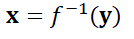 𝐱 = f⁻¹(𝐲)